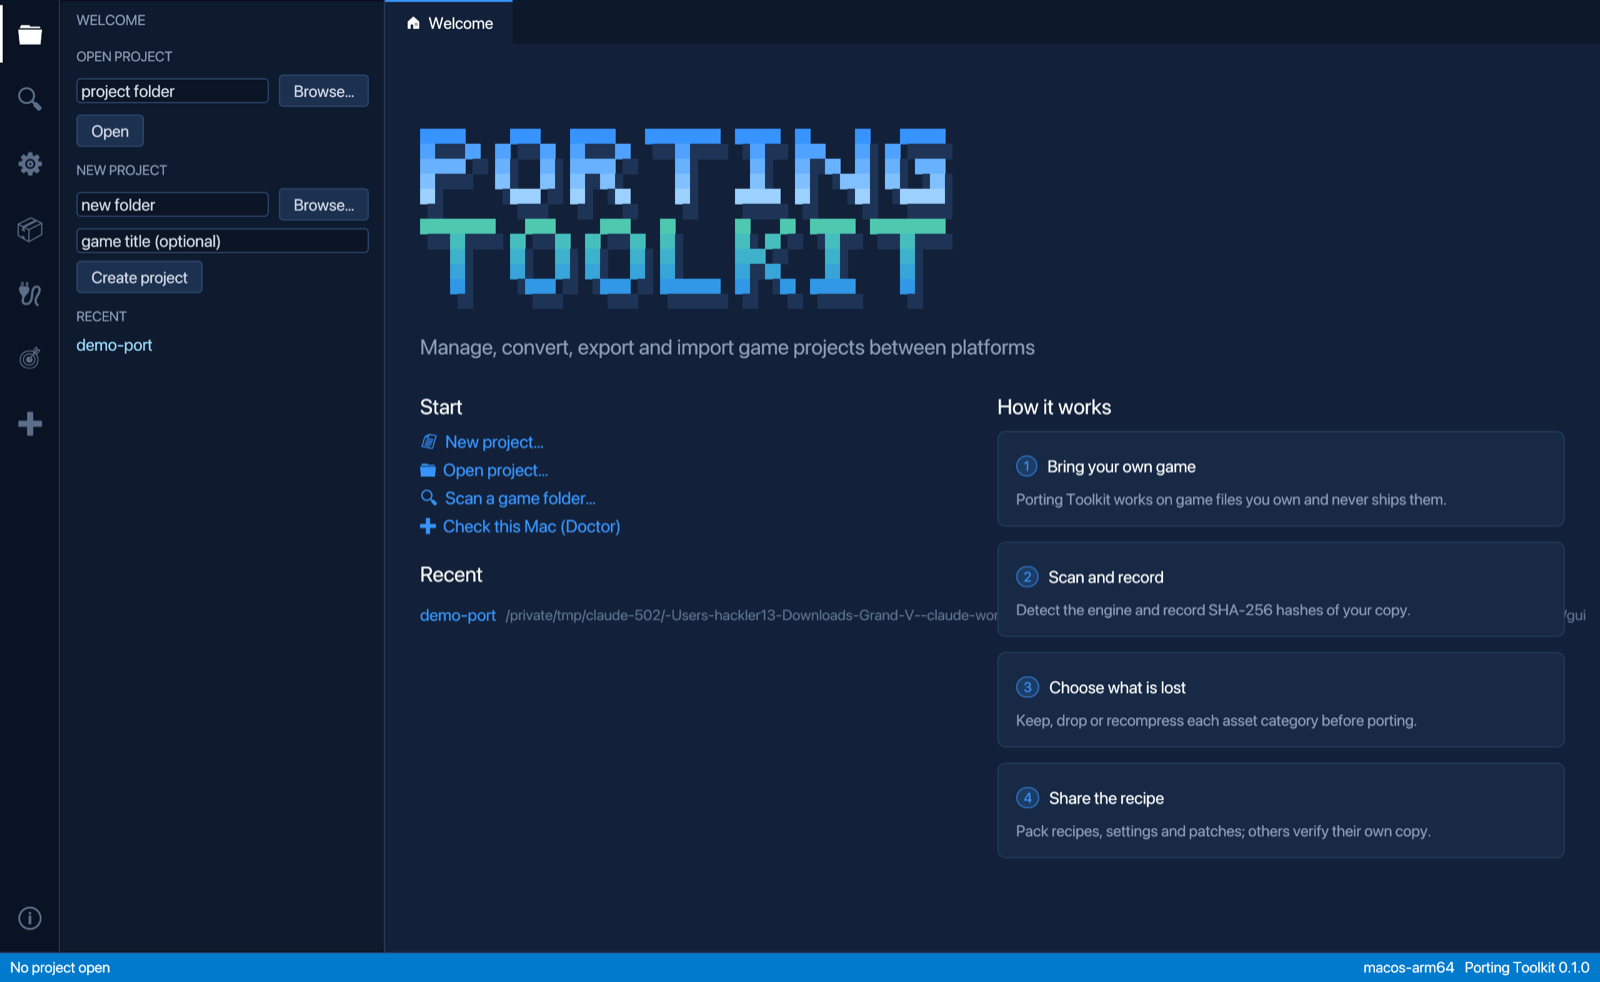 WELCOME
OPEN PROJECT
project folder
Browse...
Open
NEW PROJECT
new folder
Browse...
game title (optional)
Create project
RECENT
demo-port
Welcome
PORTING
TOOLKIT
Manage, convert, export and import game projects between platforms
Start
New project...
Open project...
Scan a game folder...
Check this Mac (Doctor)
Recent
demo-port /private/tmp/claude-502/-Users-hackler13-Downloads-Grand-V--claude-wor
/gui
How it works
1 Bring your own game
Porting Toolkit works on game files you own and never ships them.
2 Scan and record
Detect the engine and record SHA-256 hashes of your copy.
3 Choose what is lost
Keep, drop or recompress each asset category before porting.
4 Share the recipe
Pack recipes, settings and patches; others verify their own copy.
No project open
macos-arm64 Porting Toolkit 0.1.0